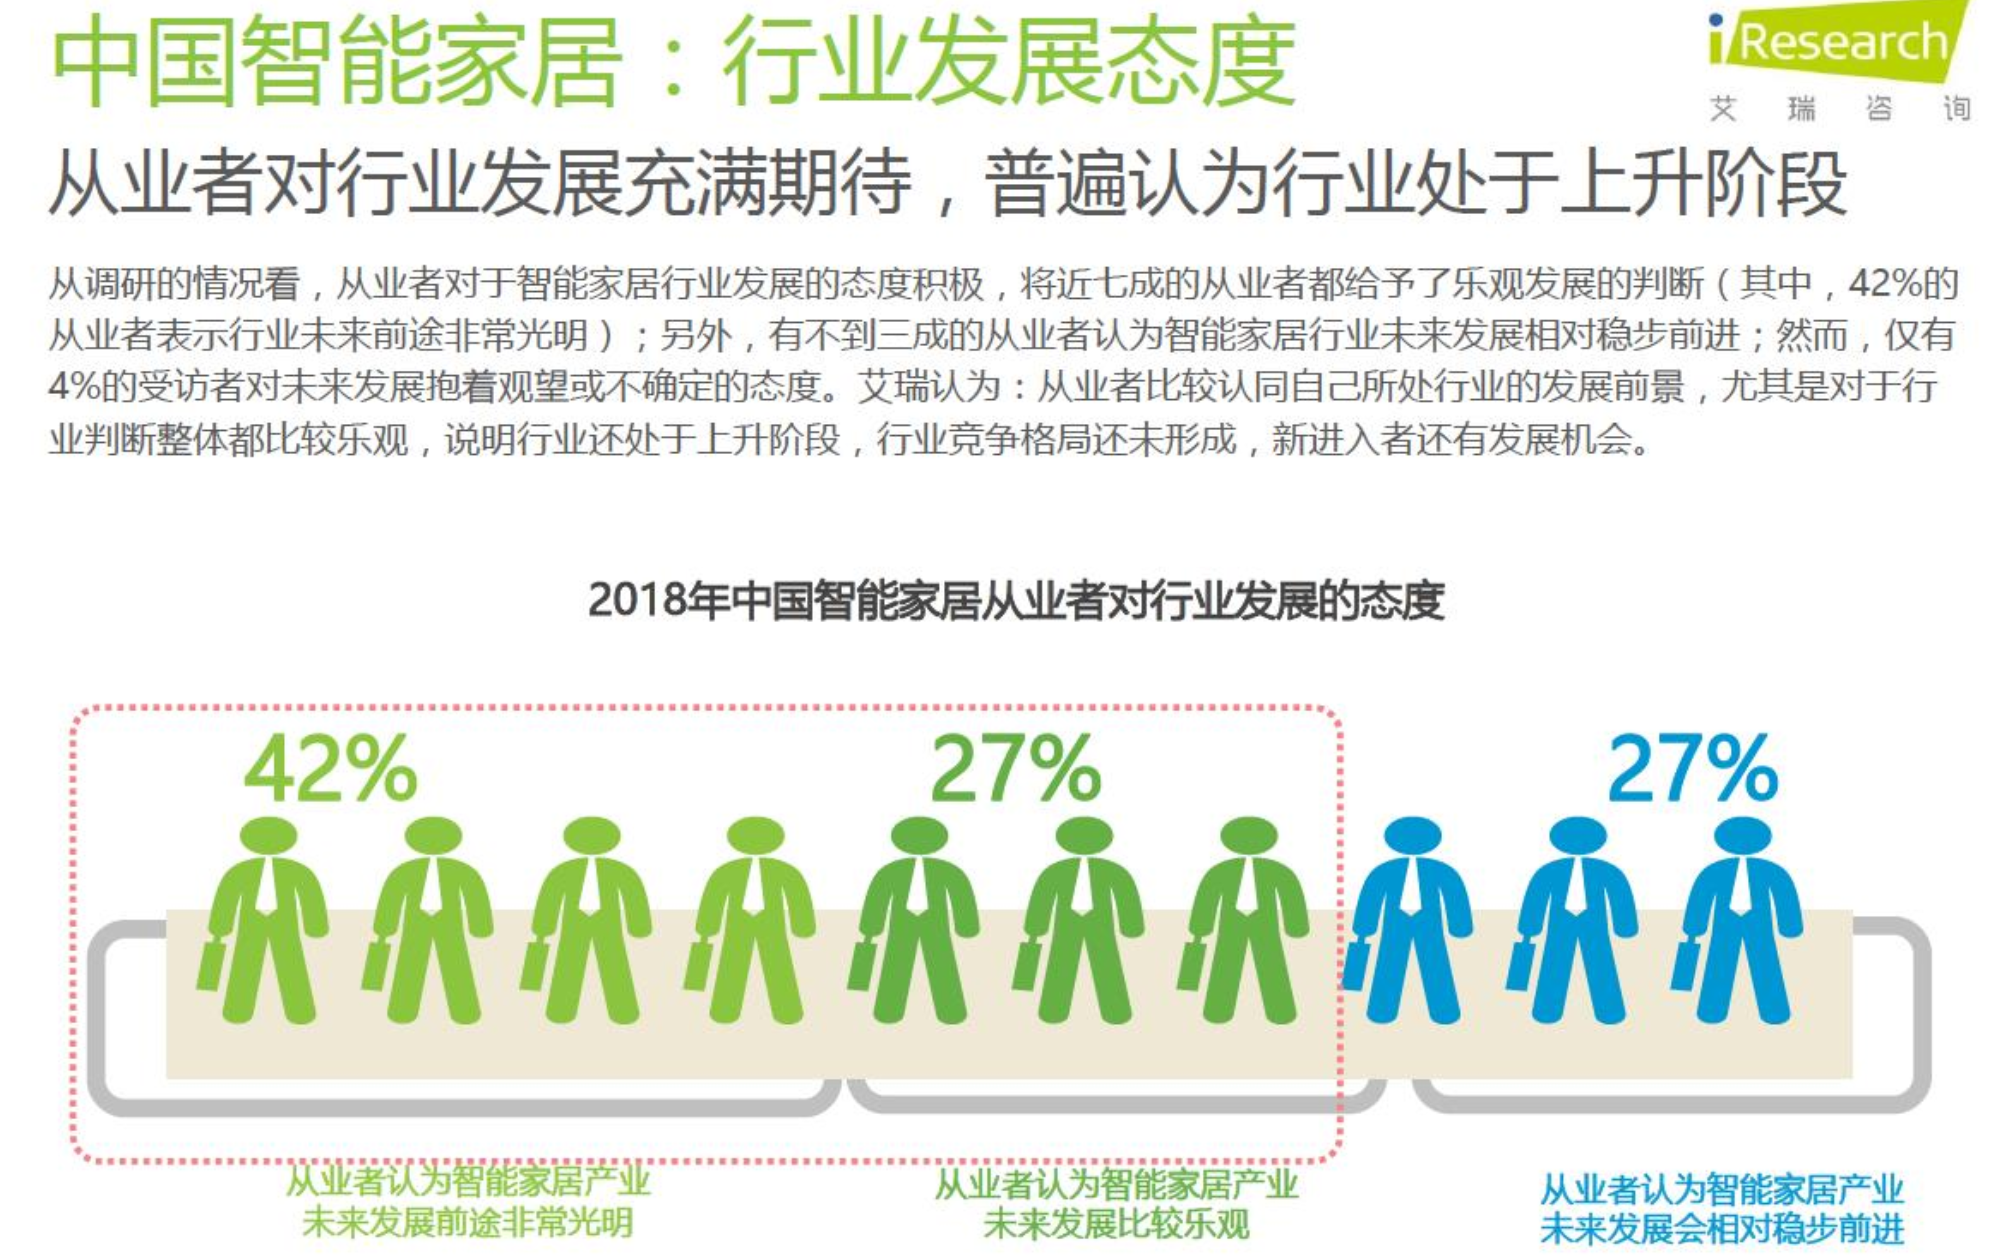 中国智能家居：行业发展态度
iResearch
艾瑞咨询
从业者对行业发展充满期待，普遍认为行业处于上升阶段
从调研的情况看，从业者对于智能家居行业发展的态度积极，将近七成的从业者都给予了乐观发展的判断（其中，42%的
从业者表示行业未来前途非常光明）；另外，有不到三成的从业者认为智能家居行业未来发展相对稳步前进；然而，仅有
4%的受访者对未来发展抱着观望或不确定的态度。艾瑞认为：从业者比较认同自己所处行业的发展前景，尤其是对于行
业判断整体都比较乐观，说明行业还处于上升阶段，行业竞争格局还未形成，新进入者还有发展机会。
2018年中国智能家居从业者对行业发展的态度
42%
27%
27%
从业者认为智能家居产业
未来发展前途非常光明
从业者认为智能家居产业
未来发展比较乐观
从业者认为智能家居产业
未来发展会相对稳步前进